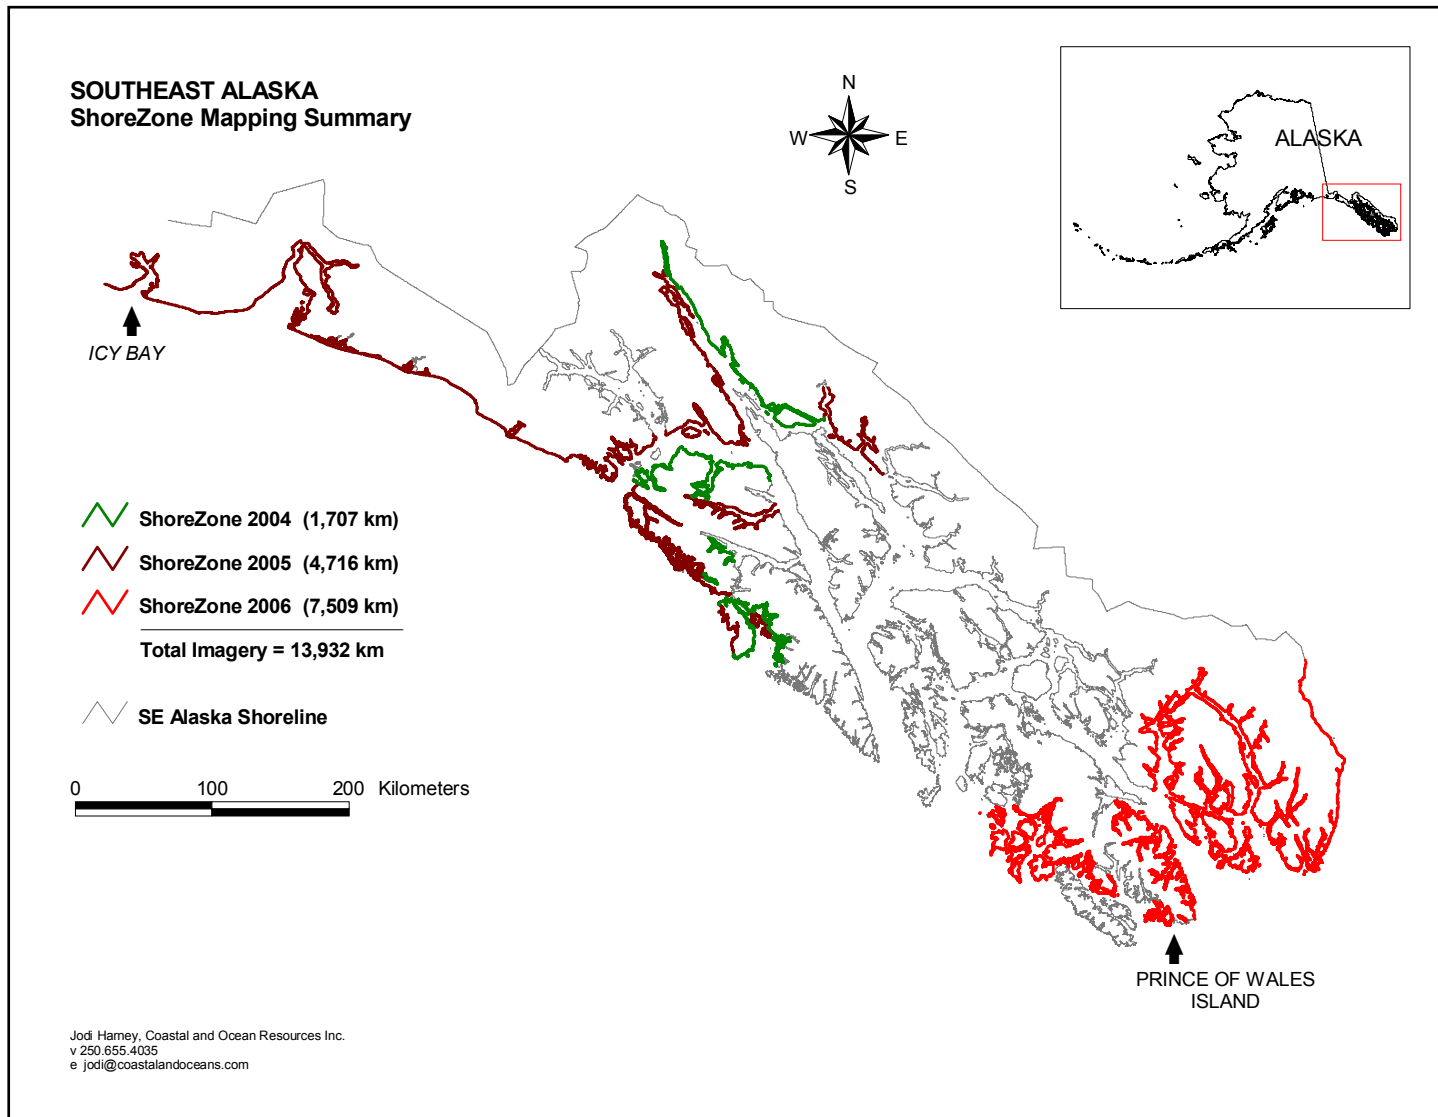 SOUTHEAST ALASKA
ShoreZone Mapping Summary
N
W
E
S
ALASKA
ICY BAY
ShoreZone 2004 (1,707 km)
ShoreZone 2005 (4,716 km)
ShoreZone 2006 (7,509 km)
Total Imagery = 13,932 km
SE Alaska Shoreline
0 100 200 Kilometers
PRINCE OF WALES
ISLAND
Jodi Harney, Coastal and Ocean Resources Inc.
v 250.655.4035
e jodi@coastalandoceans.com